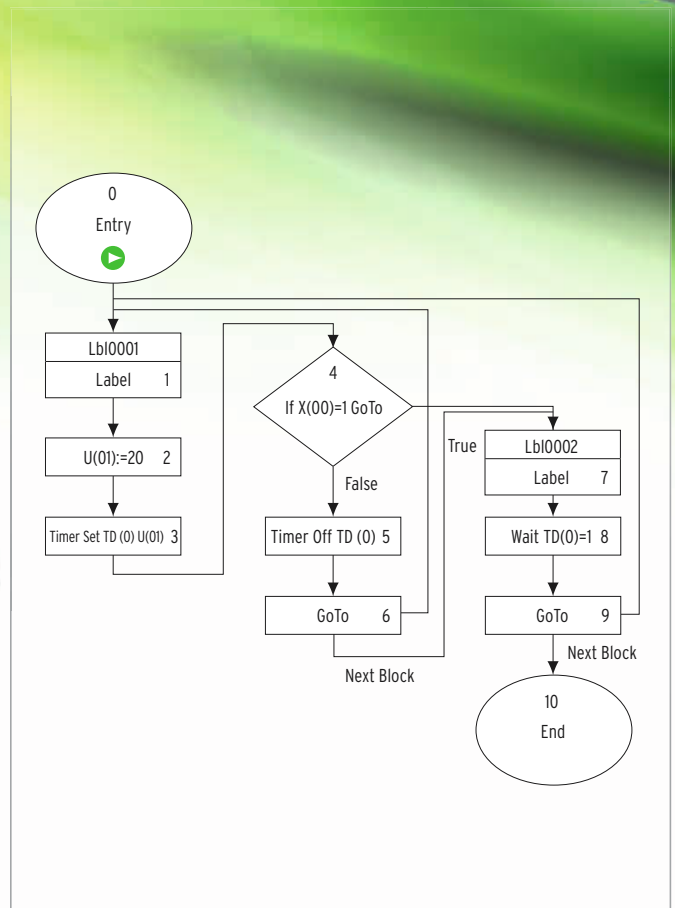 0
Entry
Lbl0001
Label 1
U(01):=20 2
Timer Set TD (0) U(01) 3
4
If X(00)=1 GoTo
True
False
Timer Off TD (0) 5
GoTo 6
Next Block
Lbl0002
Label 7
Wait TD(0)=1 8
GoTo 9
Next Block
10
End